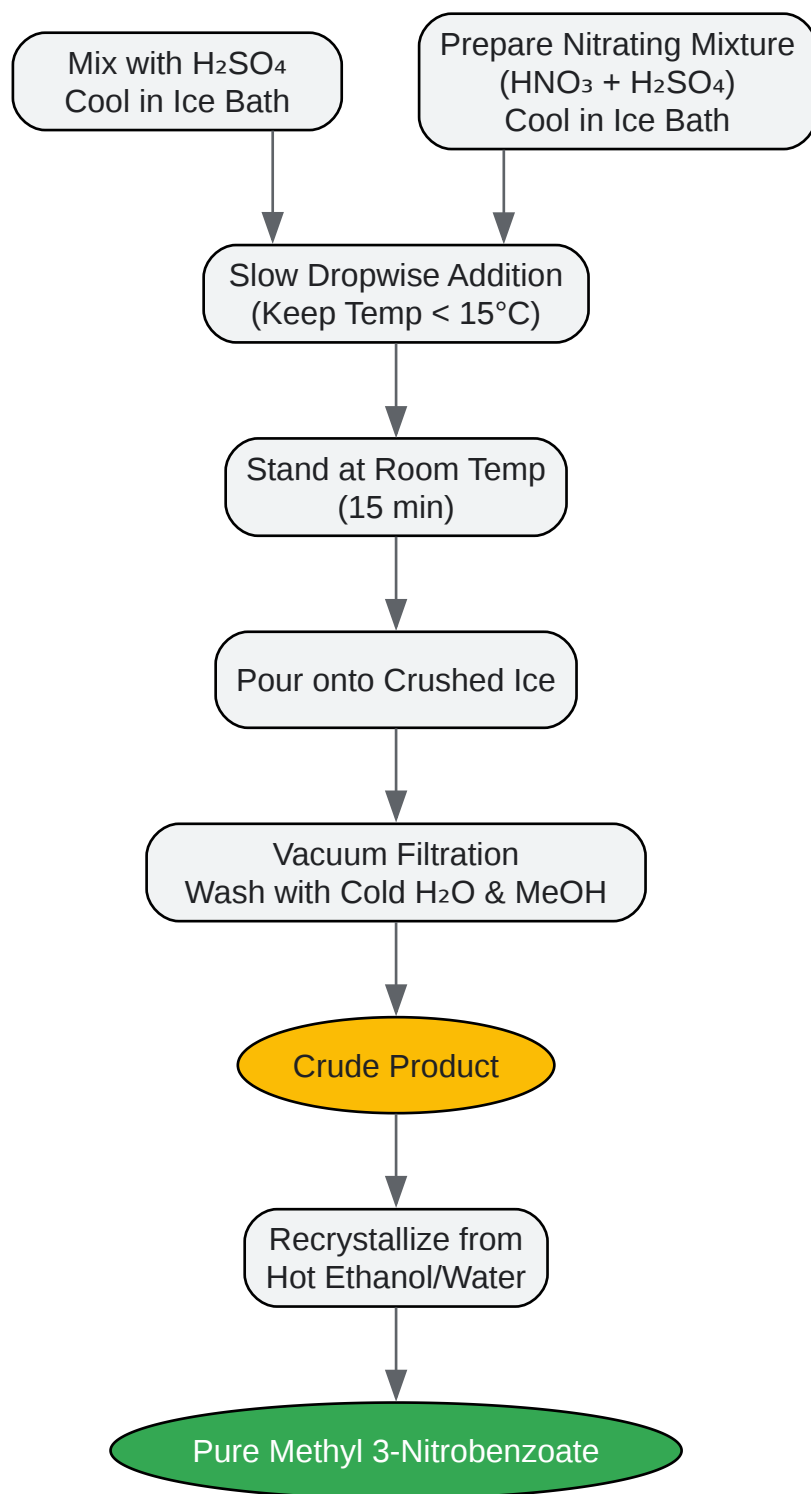 Mix with H₂SO₄
Cool in Ice Bath
Prepare Nitrating Mixture
(HNO₃ + H₂SO₄)
Cool in Ice Bath
Slow Dropwise Addition
(Keep Temp < 15°C)
Stand at Room Temp
(15 min)
Pour onto Crushed Ice
Vacuum Filtration
Wash with Cold H₂O & MeOH
Crude Product
Recrystallize from
Hot Ethanol/Water
Pure Methyl 3-Nitrobenzoate